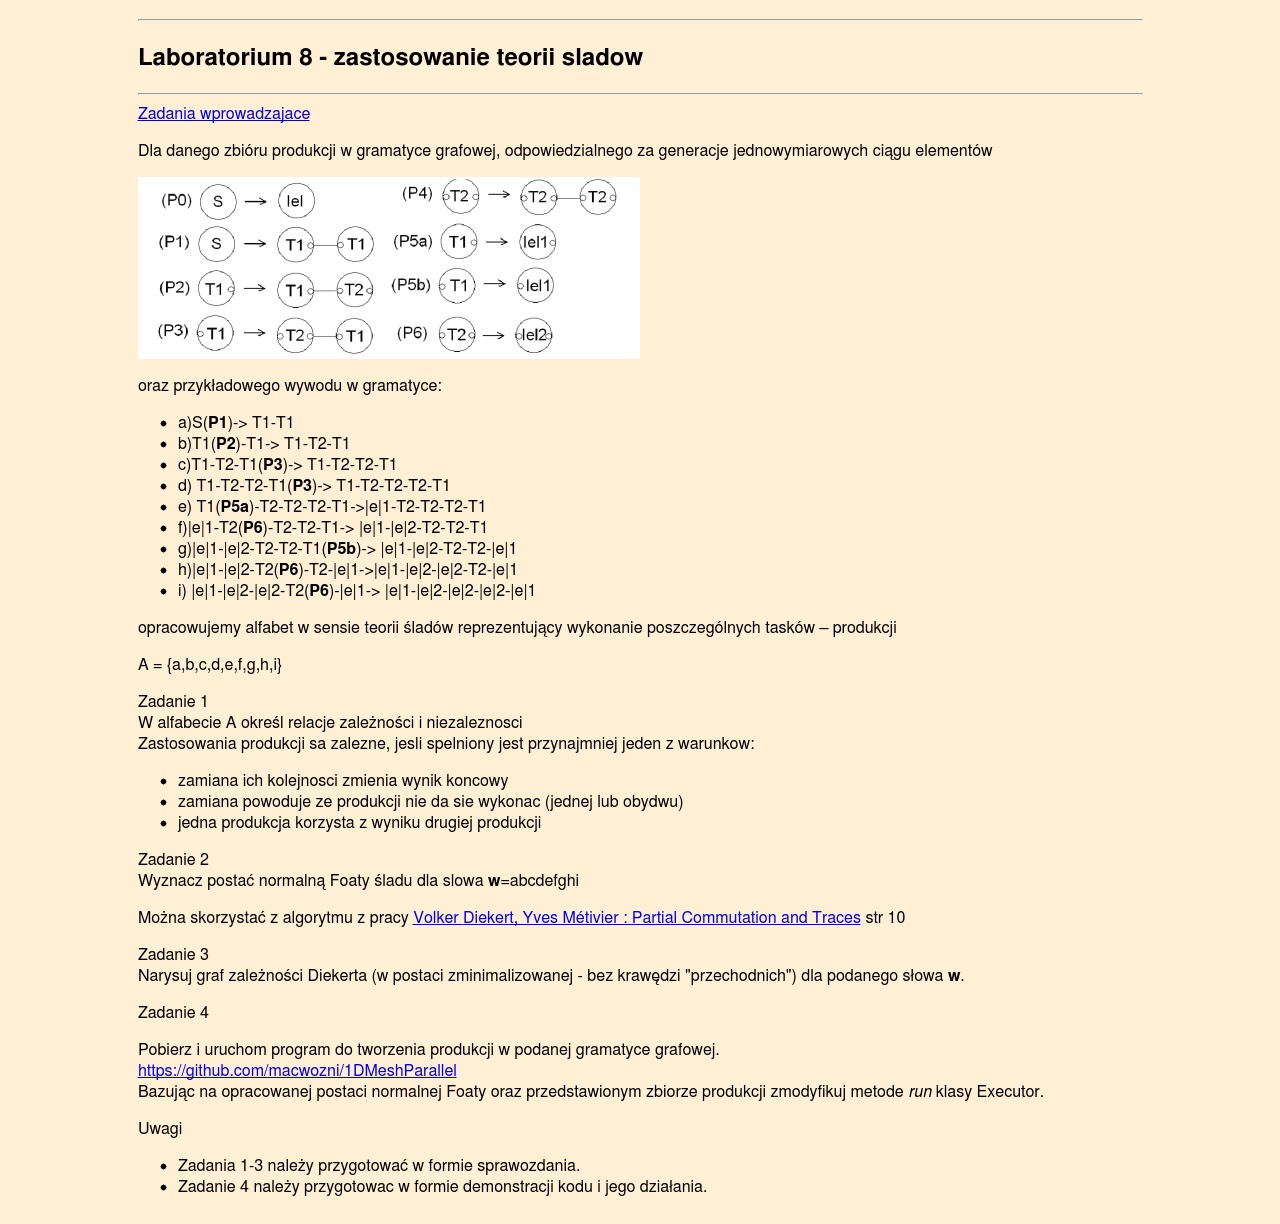 Laboratorium 8 - zastosowanie teorii sladow
Zadania wprowadzajace
Dla danego zbióru produkcji w gramatyce grafowej, odpowiedzialnego za generacje jednowymiarowych ciągu elementów
(P0) S IeI
(P1) S T1 T1
(P2) T1 T1 T2
(P3) T1 T2 T1
(P4) T2 T2 T2
(P5a) T1 IeI1
(P5b) T1 IeI1
(P6) T2 IeI2
oraz przykładowego wywodu w gramatyce:
a)S(P1)-> T1-T1
b)T1(P2)-T1-> T1-T2-T1
c)T1-T2-T1(P3)-> T1-T2-T2-T1
d) T1-T2-T2-T1(P3)-> T1-T2-T2-T2-T1
e) T1(P5a)-T2-T2-T2-T1->|e|1-T2-T2-T2-T1
f)|e|1-T2(P6)-T2-T2-T1-> |e|1-|e|2-T2-T2-T1
g)|e|1-|e|2-T2-T2-T1(P5b)-> |e|1-|e|2-T2-T2-|e|1
h)|e|1-|e|2-T2(P6)-T2-|e|1->|e|1-|e|2-|e|2-T2-|e|1
i) |e|1-|e|2-|e|2-T2(P6)-|e|1-> |e|1-|e|2-|e|2-|e|2-|e|1
opracowujemy alfabet w sensie teorii śladów reprezentujący wykonanie poszczególnych tasków – produkcji
A = {a,b,c,d,e,f,g,h,i}
Zadanie 1
W alfabecie A określ relacje zależności i niezaleznosci
Zastosowania produkcji sa zalezne, jesli spelniony jest przynajmniej jeden z warunkow:
zamiana ich kolejnosci zmienia wynik koncowy
zamiana powoduje ze produkcji nie da sie wykonac (jednej lub obydwu)
jedna produkcja korzysta z wyniku drugiej produkcji
Zadanie 2
Wyznacz postać normalną Foaty śladu dla slowa w=abcdefghi
Można skorzystać z algorytmu z pracy Volker Diekert, Yves Métivier : Partial Commutation and Traces str 10
Zadanie 3
Narysuj graf zależności Diekerta (w postaci zminimalizowanej - bez krawędzi "przechodnich") dla podanego słowa w.
Zadanie 4
Pobierz i uruchom program do tworzenia produkcji w podanej gramatyce grafowej.
https://github.com/macwozni/1DMeshParallel
Bazując na opracowanej postaci normalnej Foaty oraz przedstawionym zbiorze produkcji zmodyfikuj metode run klasy Executor.
Uwagi
Zadania 1-3 należy przygotować w formie sprawozdania.
Zadanie 4 należy przygotowac w formie demonstracji kodu i jego działania.